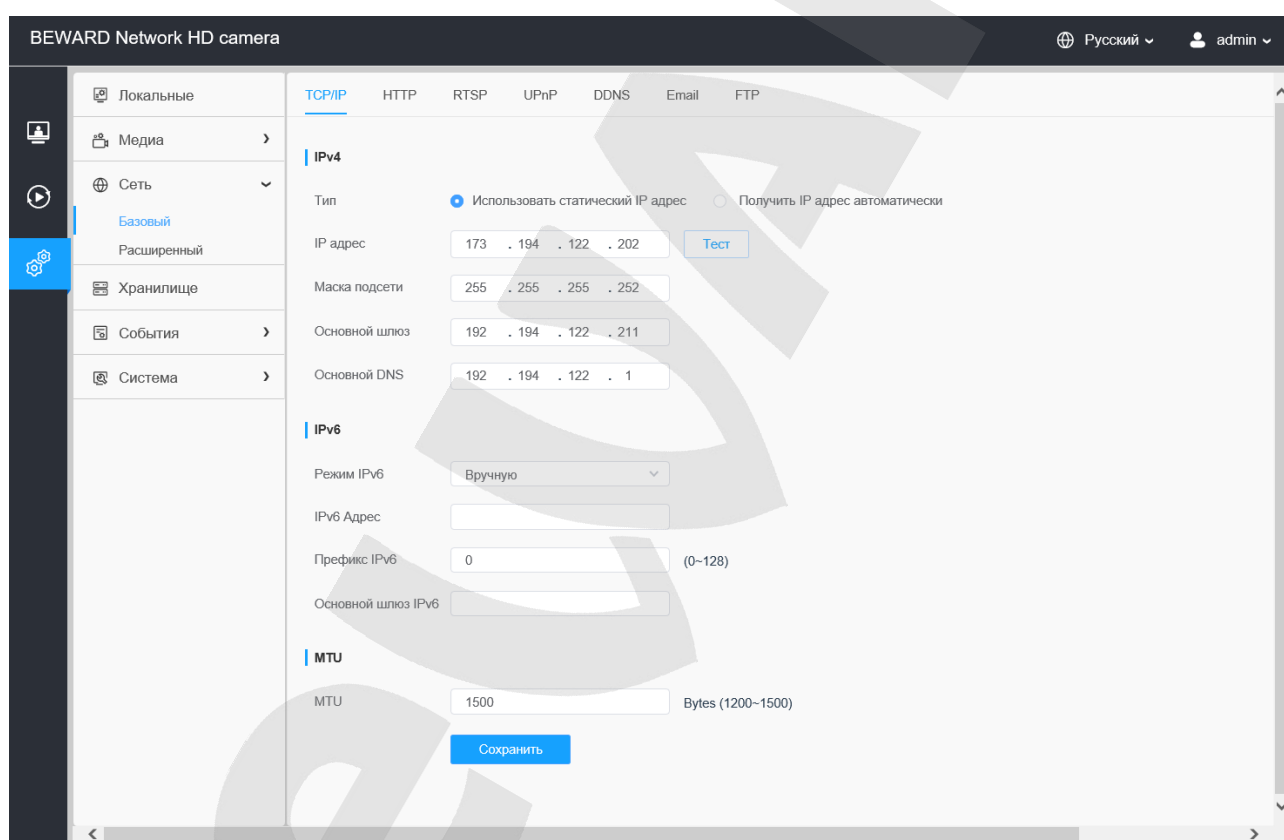 BEWARD Network HD camera
Русский
admin
Локальные
Медиа
Сеть
Базовый
Расширенный
Хранилище
События
Система
TCP/IP HTTP RTSP UPnP DDNS Email FTP
IPv4
Тип Использовать статический IP адрес Получить IP адрес автоматически
IP адрес 173 . 194 . 122 . 202 Тест
Маска подсети 255 . 255 . 255 . 252
Основной шлюз 192 . 194 . 122 . 211
Основной DNS 192 . 194 . 122 . 1
IPv6
Режим IPv6 Вручную
IPv6 Адрес
Префикс IPv6 0 (0~128)
Основной шлюз IPv6
MTU
MTU 1500 Bytes (1200~1500)
Сохранить